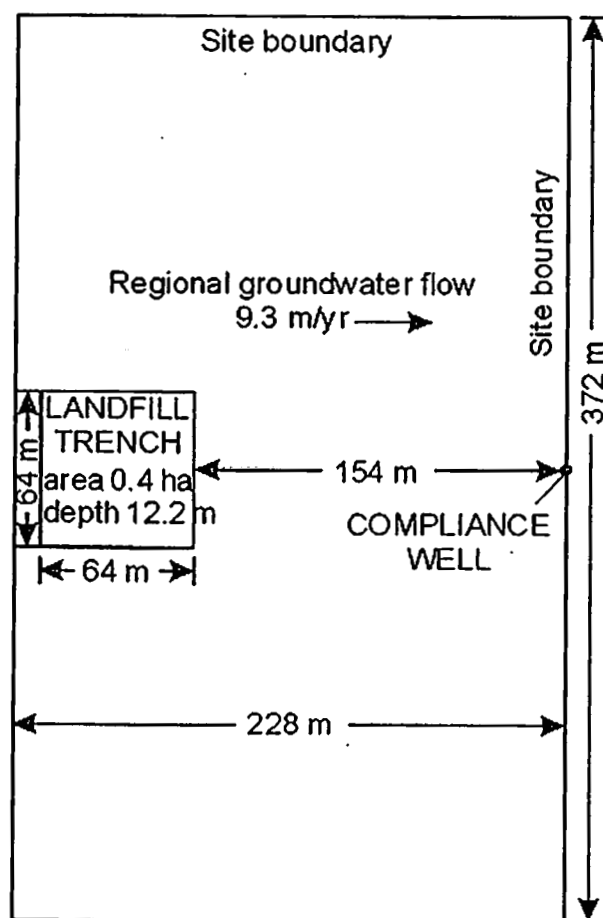 Site boundary
Site boundary
Regional groundwater flow
9.3 m/yr
372 m
LANDFILL
TRENCH
area 0.4 ha
depth 12.2 m
64 m
154 m
COMPLIANCE
WELL
64 m
228 m